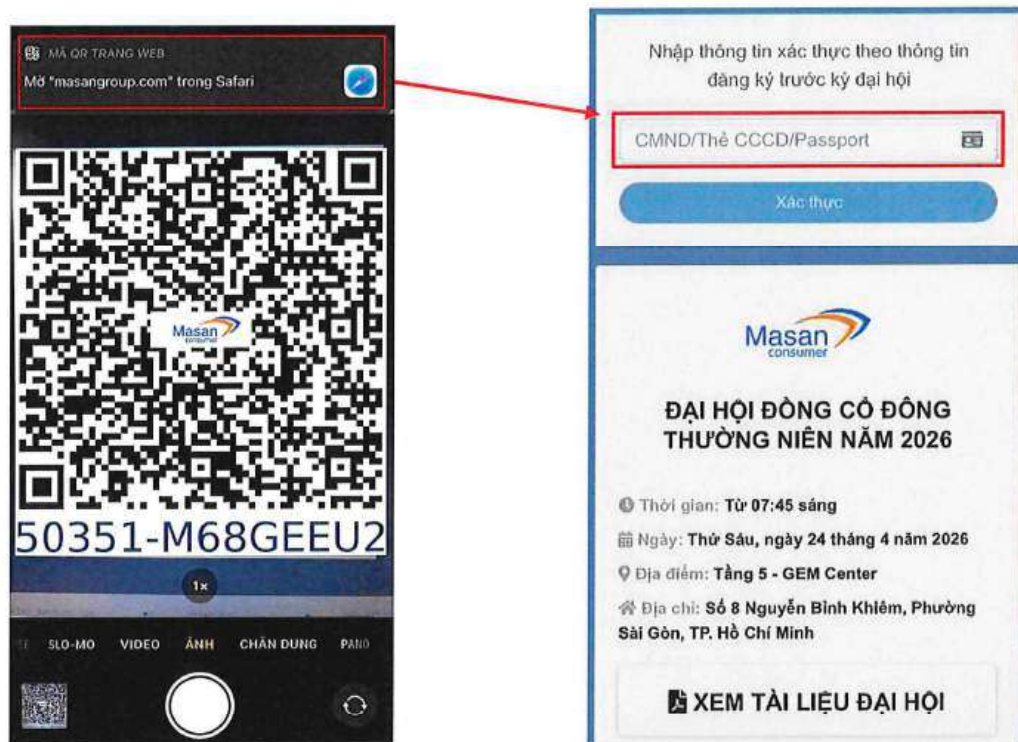 MÃ QR TRANG WEB
Mở "masangroup.com" trong Safari
Masan
consumer
50351-M68GEEU2
1x
SLO-MO VIDEO ẢNH CHÂN DUNG PANO
Nhập thông tin xác thực theo thông tin
đăng ký trước kỳ đại hội
CMND/Thẻ CCCD/Passport
Xác thực
Masan
consumer
ĐẠI HỘI ĐỒNG CỔ ĐÔNG
THƯỜNG NIÊN NĂM 2026
Thời gian: Từ 07:45 sáng
Ngày: Thứ Sáu, ngày 24 tháng 4 năm 2026
Địa điểm: Tầng 5 - GEM Center
Địa chỉ: Số 8 Nguyễn Bỉnh Khiêm, Phường
Sài Gòn, TP. Hồ Chí Minh
XEM TÀI LIỆU ĐẠI HỘI